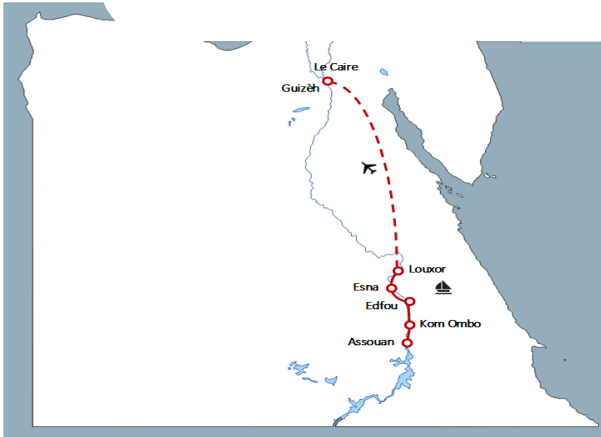 Le Caire
Guizèh
Louxor
Esna
Edfou
Kom Ombo
Assouan